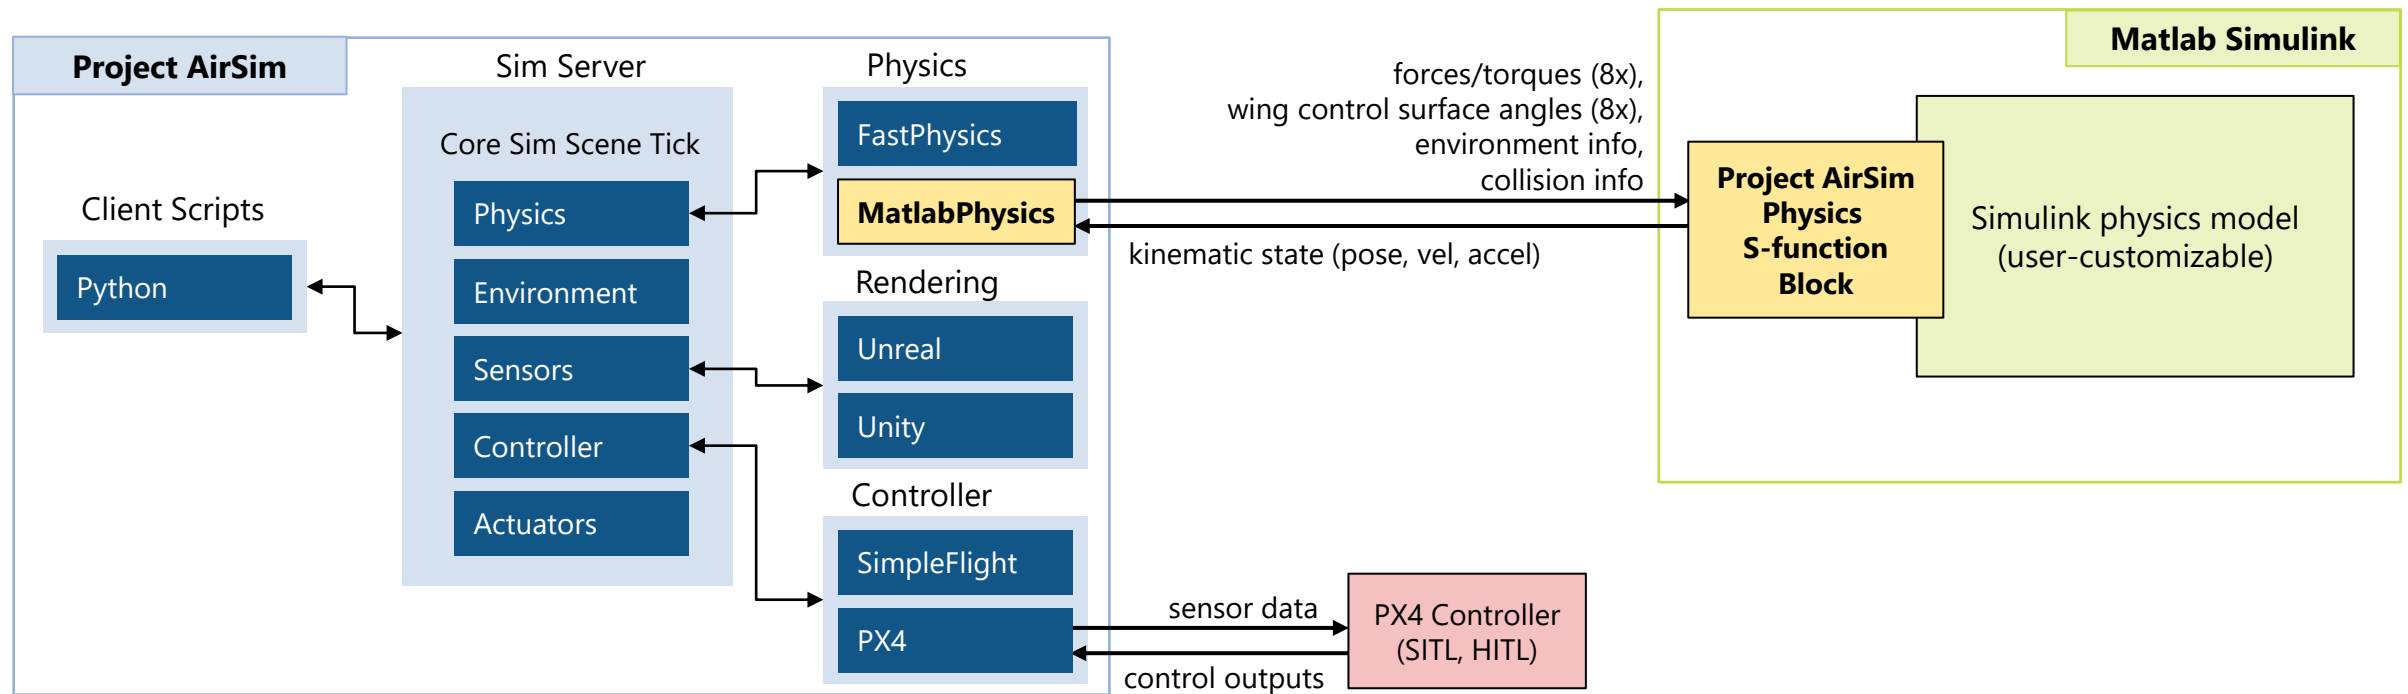 Project AirSim
Client Scripts
Python
Sim Server
Core Sim Scene Tick
Physics
Environment
Sensors
Controller
Actuators
Physics
FastPhysics
MatlabPhysics
Rendering
Unreal
Unity
Controller
SimpleFlight
PX4
forces/torques (8x),
wing control surface angles (8x),
environment info,
collision info
kinematic state (pose, vel, accel)
sensor data
control outputs
PX4 Controller
(SITL, HITL)
Matlab Simulink
Project AirSim
Physics
S-function
Block
Simulink physics model
(user-customizable)